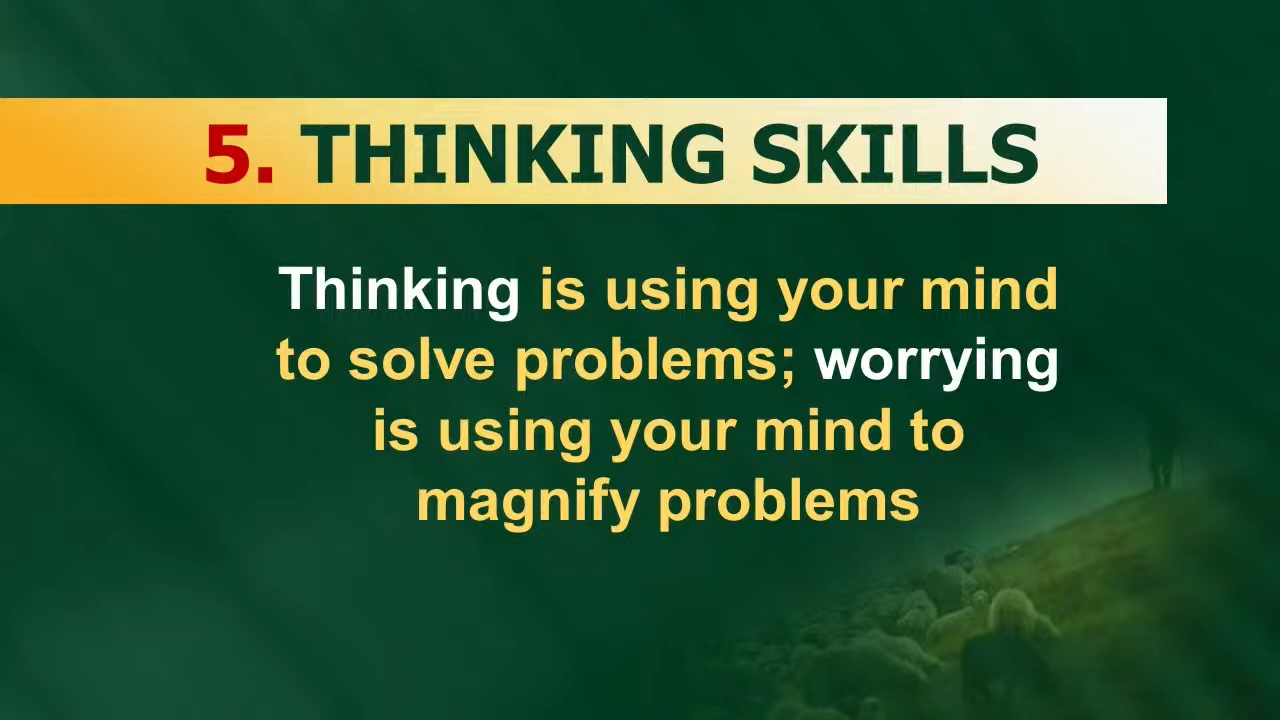 5. THINKING SKILLS
Thinking is using your mind
to solve problems; worrying
is using your mind to
magnify problems